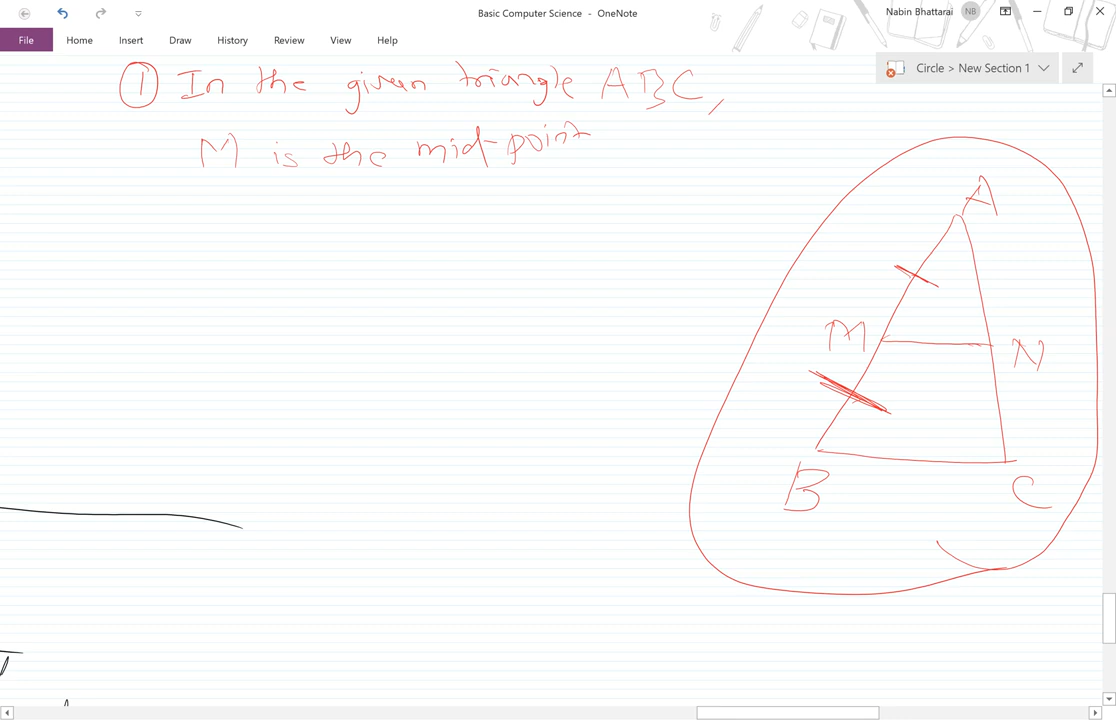 Basic Computer Science - OneNote
Nabin Bhattarai NB
File Home Insert Draw History Review View Help
Circle > New Section 1
① In the given triangle ABC,
M is the mid-point
A
M
N
B
C